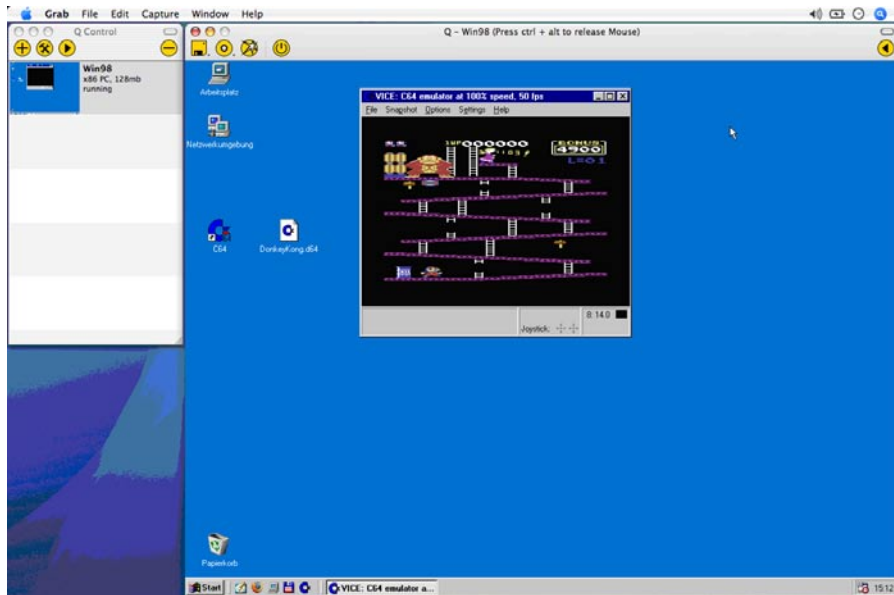 Grab File Edit Capture Window Help
Q Control
Q – Win98 (Press ctrl + alt to release Mouse)
Win98
x86 PC, 128mb
running
Arbeitsplatz
Netzwerkumgebung
C64
DonkeyKong.d64
Papierkorb
VICE: C64 emulator at 100% speed, 50 fps
File Snapshot Options Settings Help
1UP 000000
BONUS
4900
L=01
8: 14.0
Joystick:
Start
VICE: C64 emulator a...
15:12